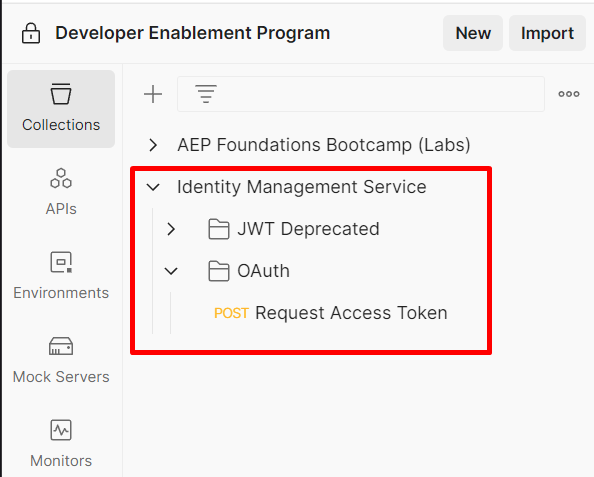 Developer Enablement Program
New
Import
Collections
AEP Foundations Bootcamp (Labs)
Identity Management Service
APIs
JWT Deprecated
OAuth
Environments
POST Request Access Token
Mock Servers
Monitors